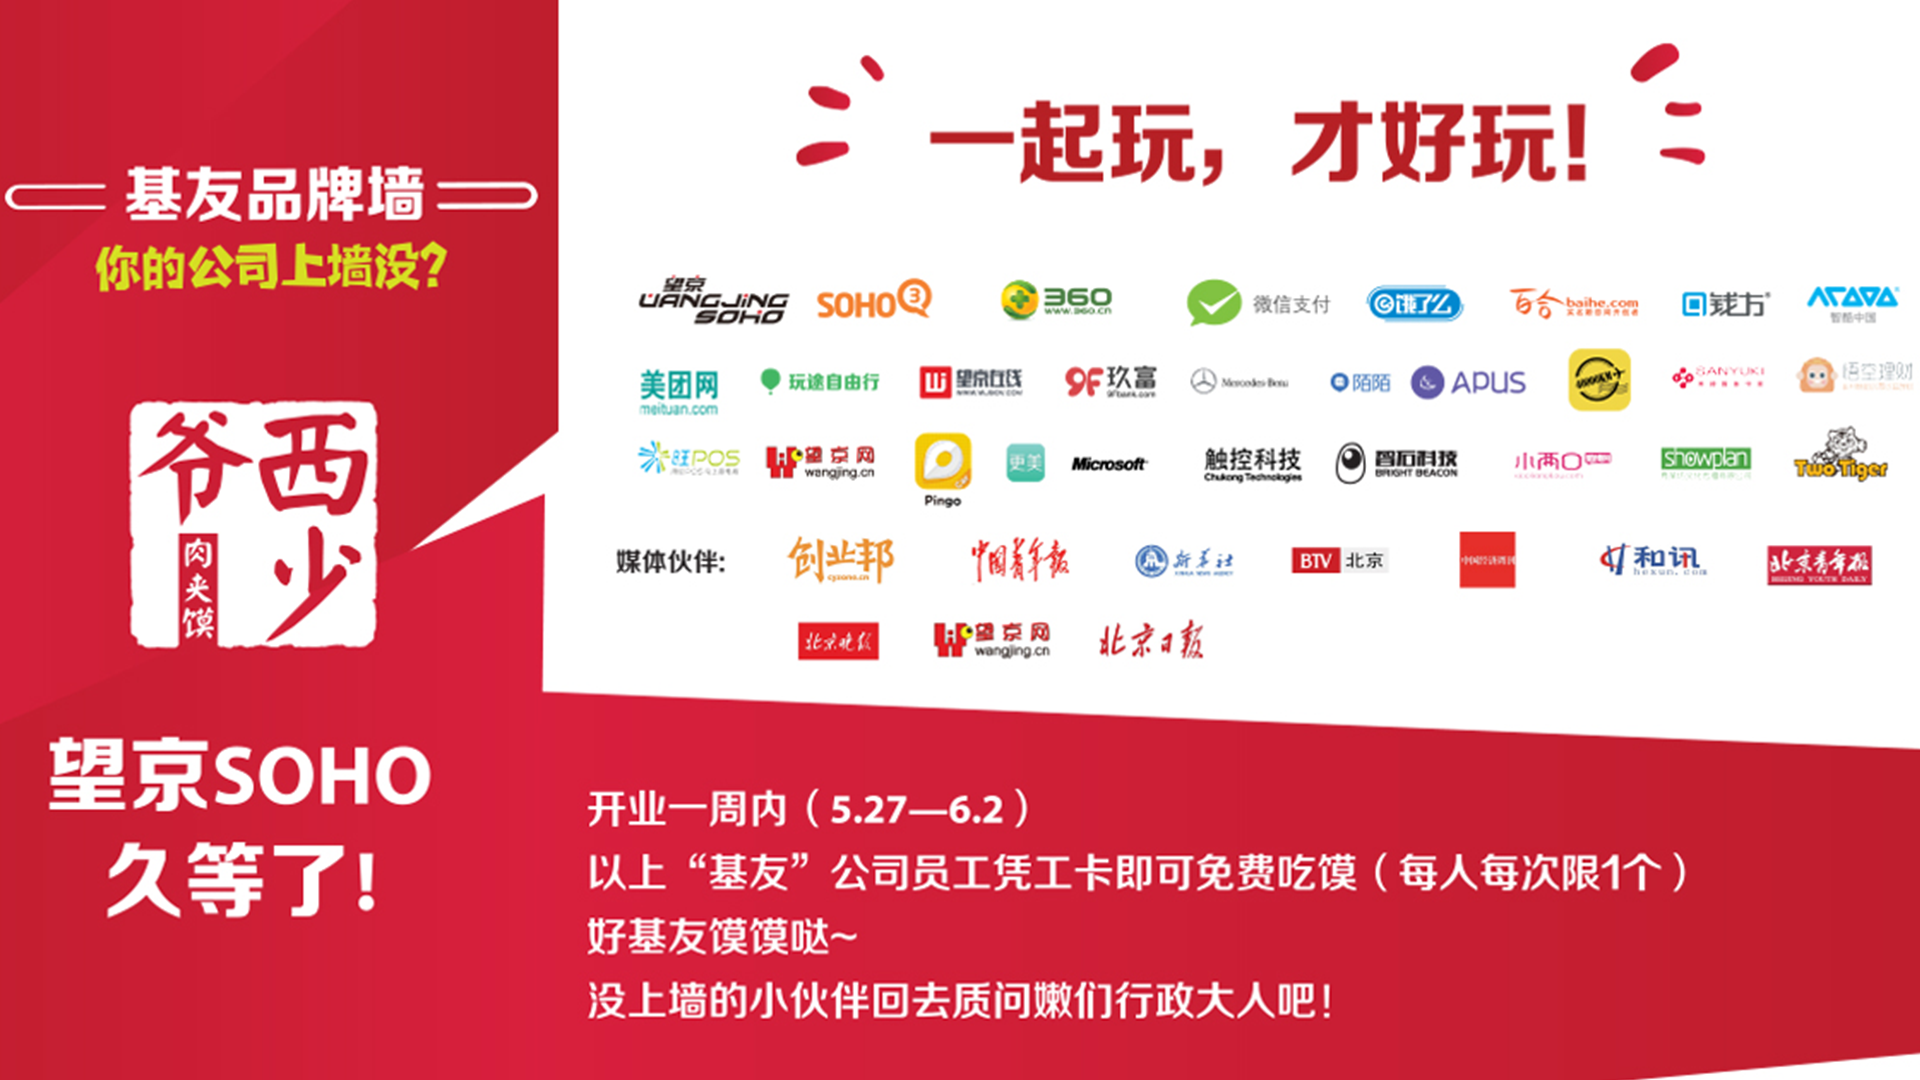 基友品牌墙
你的公司上墙没?
西少爷
肉夹馍
望京SOHO
久等了!
一起玩，才好玩!
望京 WANGJING SOHO
SOHO 3Q
360 www.360.cn
微信支付
饿了么
百合 baihe.com
钱方
智酷中国
美团网 meituan.com
玩途自由行
望京在线
9F 玖富 9Fbank.com
Mercedes-Benz
陌陌
APUS
SANYUKI
悟空理财
旺POS
望京网 wangjing.cn
Pingo
更美
Microsoft
触控科技 Chukong Technologies
智石科技 BRIGHT BEACON
小两口
showplan
Two Tiger
媒体伙伴:
创业邦 cyzone.cn
中国青年报
新华社 XINHUA NEWS AGENCY
BTV 北京
中国经济周刊
和讯 hexun.com
北京青年报 BEIJING YOUTH DAILY
北京晚报
望京网 wangjing.cn
北京日报
开业一周内（5.27—6.2）
以上“基友”公司员工凭工卡即可免费吃馍（每人每次限1个）
好基友馍馍哒~
没上墙的小伙伴回去质问嫩们行政大人吧!